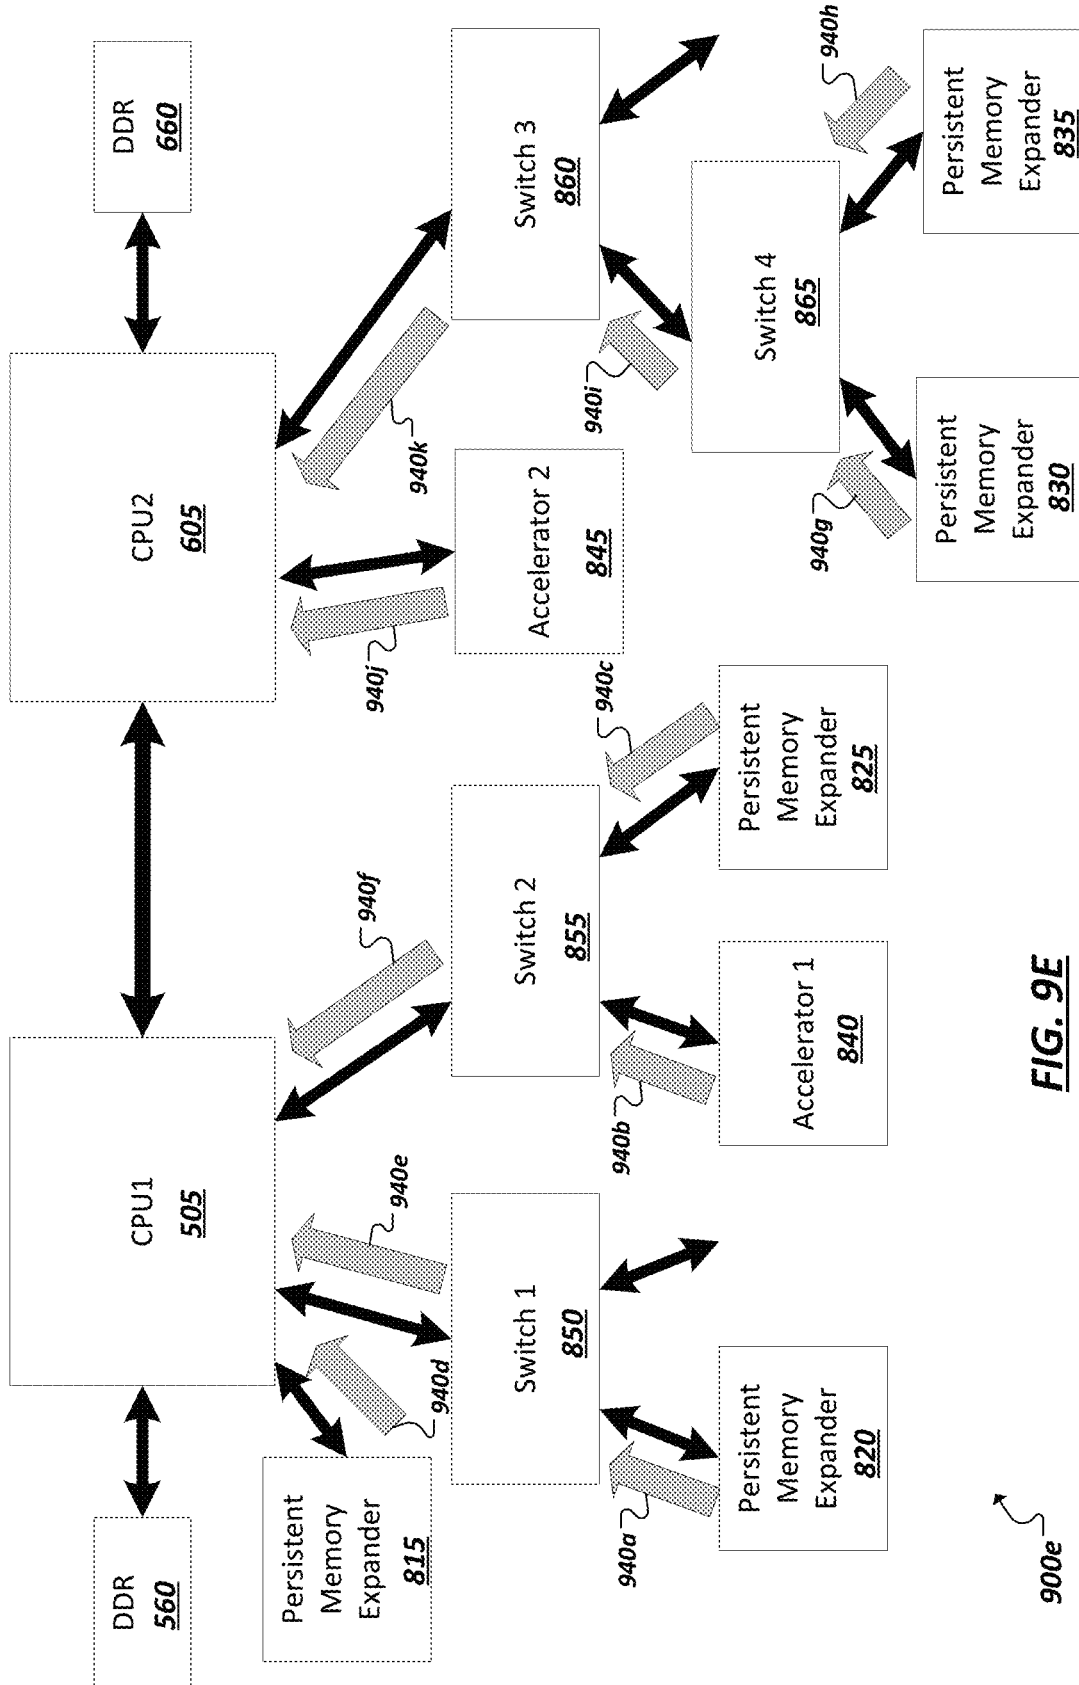 DDR
560
CPU1
505
CPU2
605
DDR
660
Persistent
Memory
Expander
815
940d
940e
940f
940j
940k
Switch 1
850
Switch 2
855
Accelerator 2
845
Switch 3
860
940a
940b
940c
940i
Persistent
Memory
Expander
820
Accelerator 1
840
Persistent
Memory
Expander
825
Switch 4
865
940g
940h
Persistent
Memory
Expander
830
Persistent
Memory
Expander
835
900e
FIG. 9E